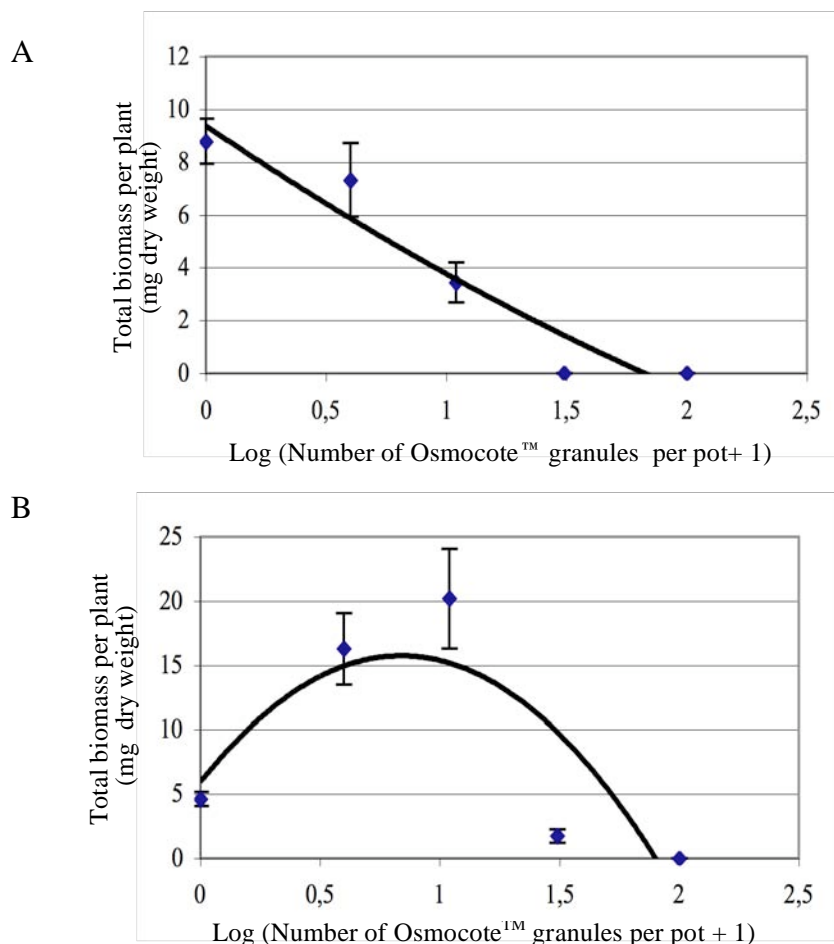 A
Total biomass per plant
(mg dry weight)
12
10
8
6
4
2
0
0 0,5 1 1,5 2 2,5
Log (Number of Osmocote™ granules per pot+ 1)
B
Total biomass per plant
(mg dry weight)
25
20
15
10
5
0
0 0,5 1 1,5 2 2,5
Log (Number of Osmocote™ granules per pot + 1)